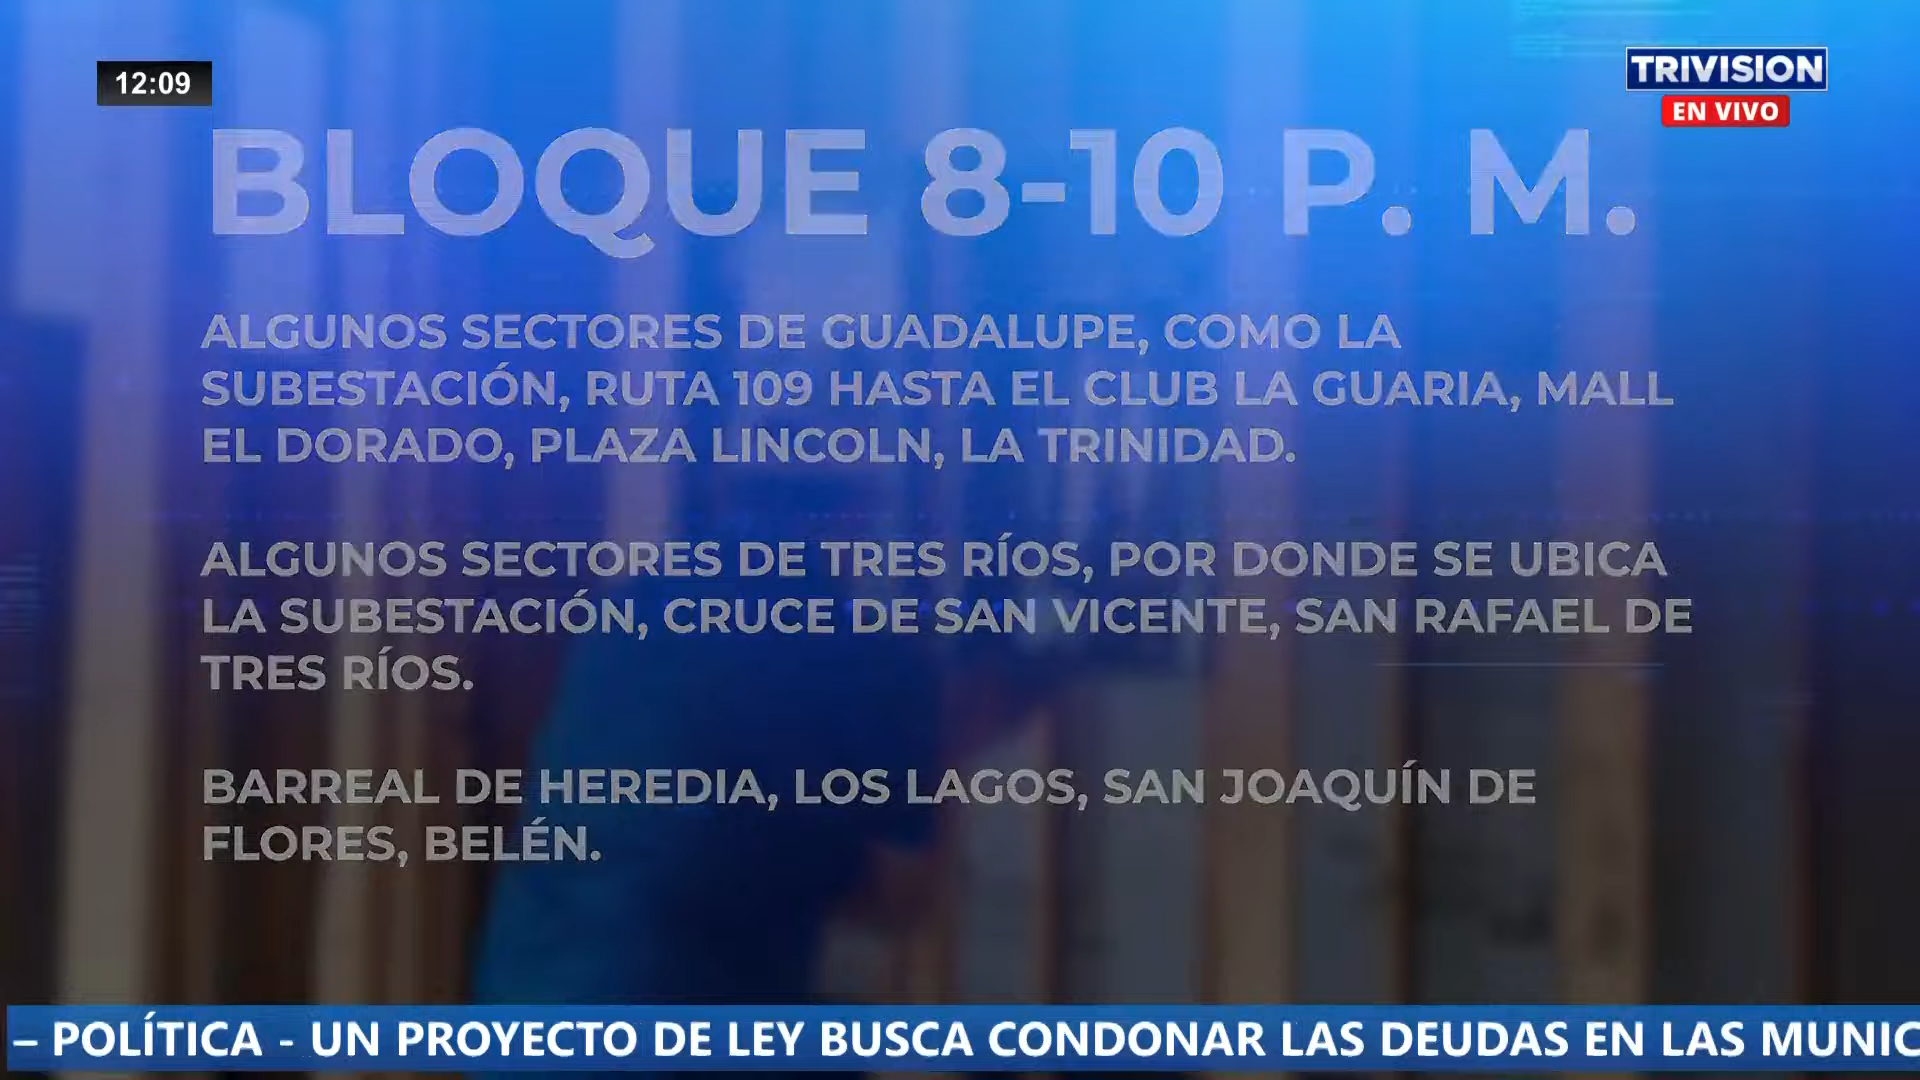 12:09
TRIVISION
EN VIVO
BLOQUE 8-10 P. M.
ALGUNOS SECTORES DE GUADALUPE, COMO LA
SUBESTACIÓN, RUTA 109 HASTA EL CLUB LA GUARIA, MALL
EL DORADO, PLAZA LINCOLN, LA TRINIDAD.
ALGUNOS SECTORES DE TRES RÍOS, POR DONDE SE UBICA
LA SUBESTACIÓN, CRUCE DE SAN VICENTE, SAN RAFAEL DE
TRES RÍOS.
BARREAL DE HEREDIA, LOS LAGOS, SAN JOAQUÍN DE
FLORES, BELÉN.
– POLÍTICA - UN PROYECTO DE LEY BUSCA CONDONAR LAS DEUDAS EN LAS MUNIC